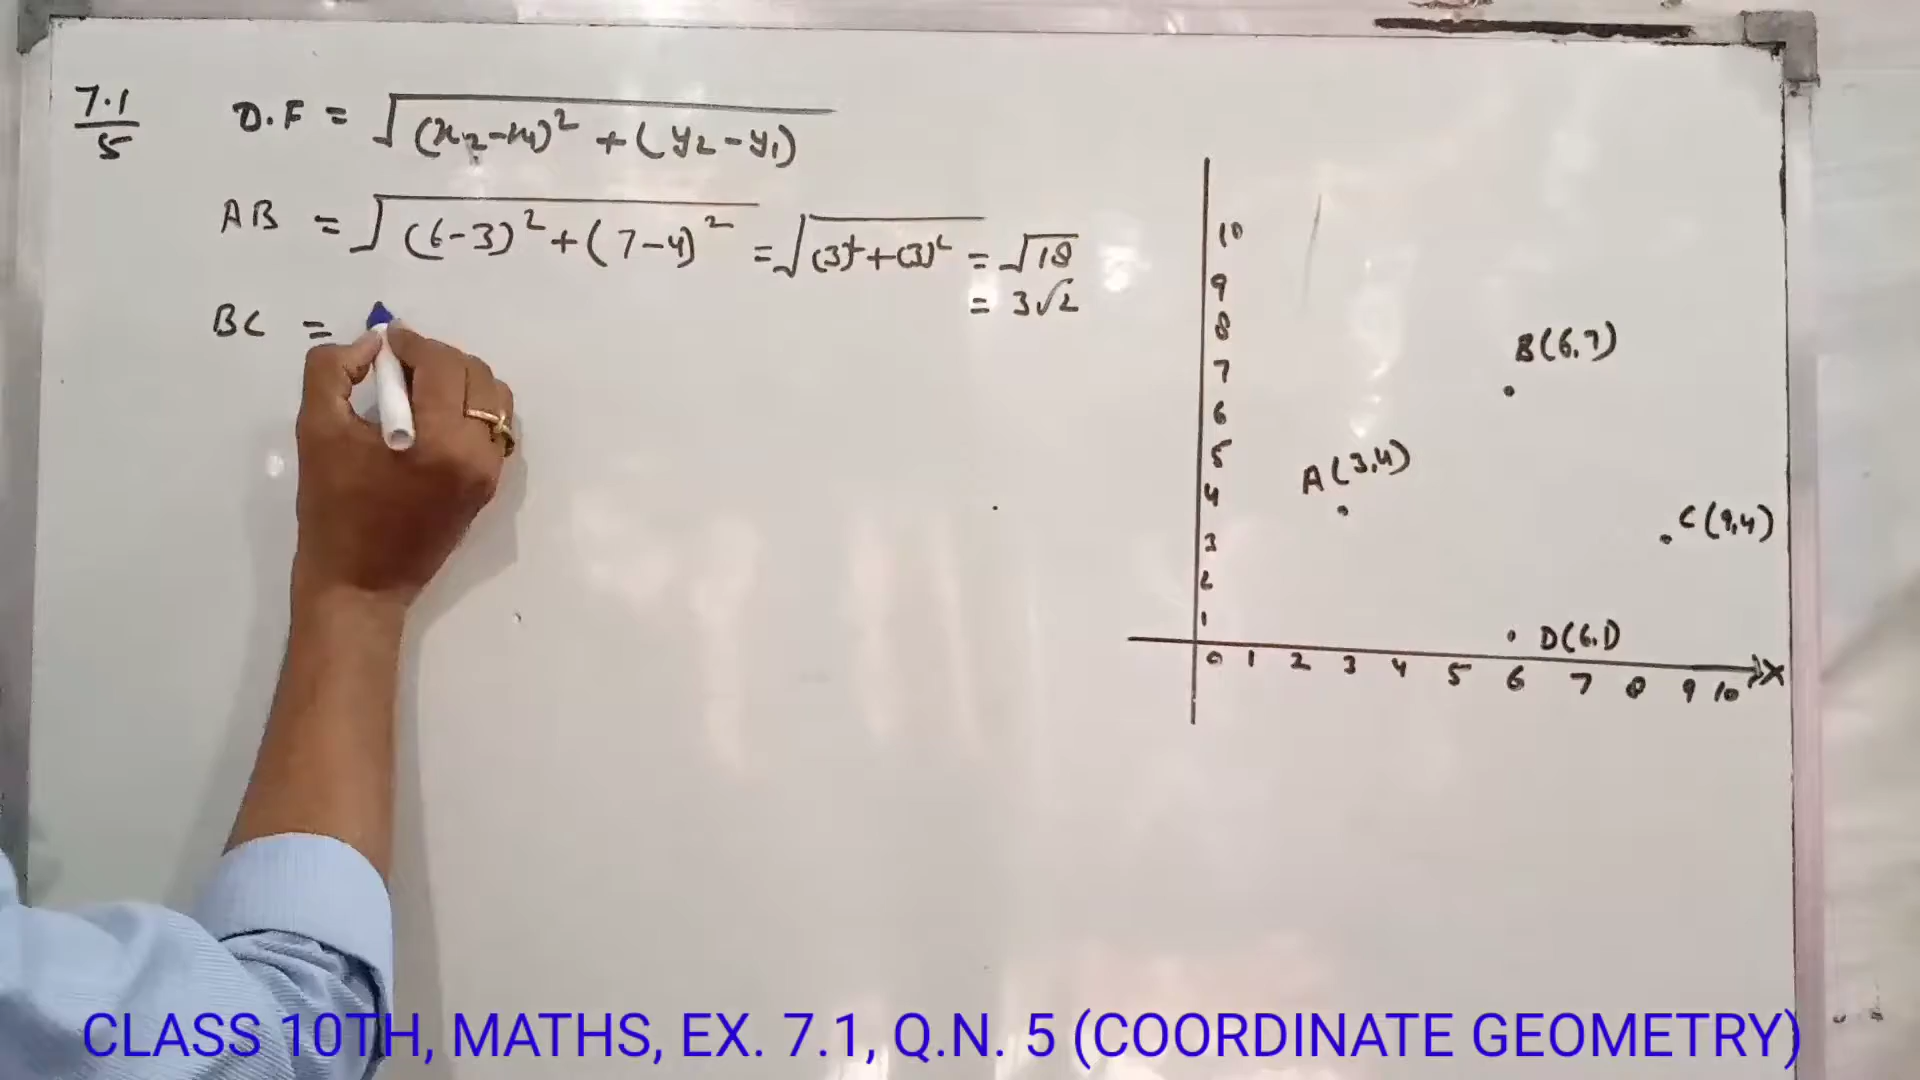 7.1/5
D.F = √(x₂-x₁)² + (y₂-y₁)
AB = √(6-3)² + (7-4)² = √(3)² + (3)² = √18
= 3√2
BC =
10
9
8
7
6
5
4
3
2
1
B(6,7)
A(3,4)
C(9,4)
D(6,1)
0 1 2 3 4 5 6 7 8 9 10 X
CLASS 10TH, MATHS, EX. 7.1, Q.N. 5 (COORDINATE GEOMETRY)